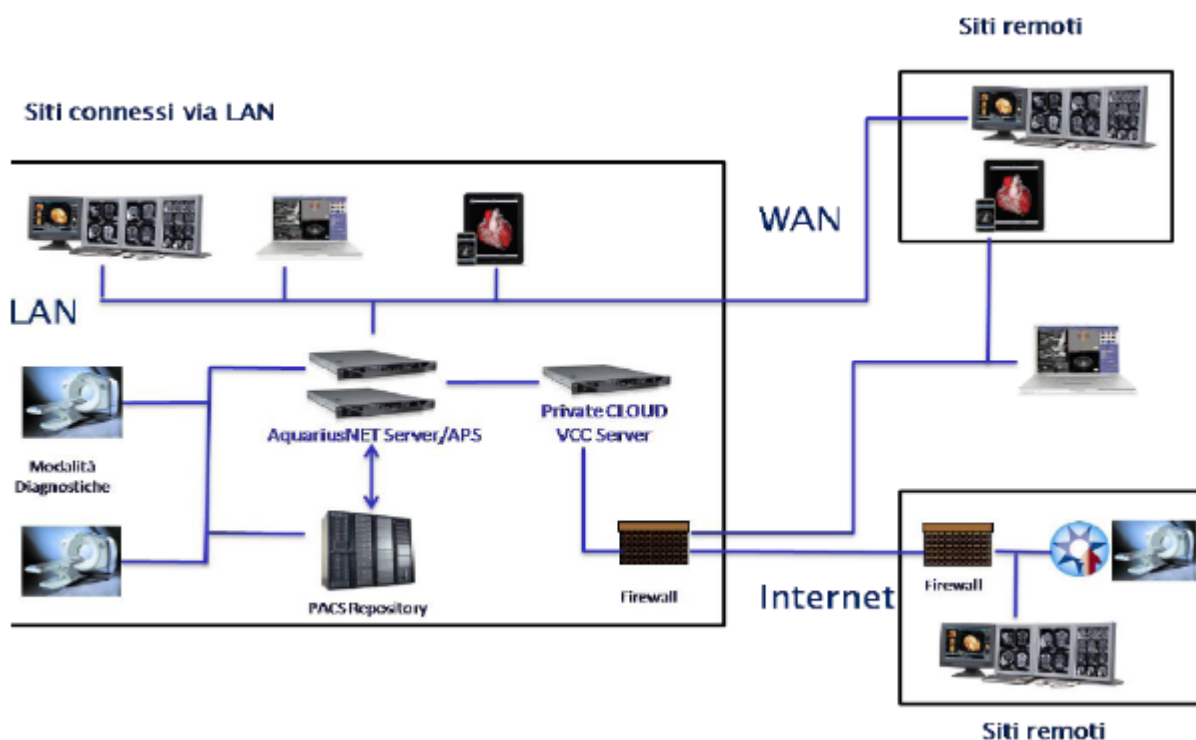 Siti remoti
Siti connessi via LAN
WAN
LAN
AquariusNET Server/APS
Private CLOUD
VCC Server
Modalità
Diagnostiche
PACS Repository
Firewall
Internet
Firewall
Siti remoti